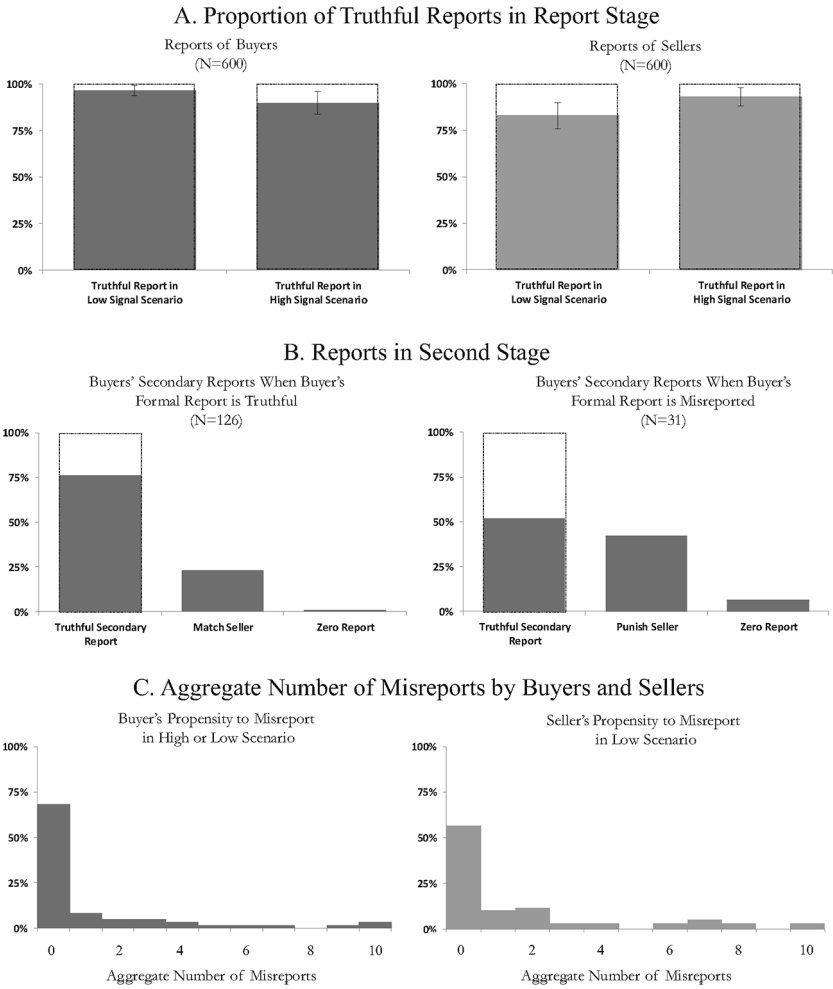 A. Proportion of Truthful Reports in Report Stage
Reports of Buyers
(N=600)
100%
75%
50%
25%
0%
Truthful Report in
Low Signal Scenario
Truthful Report in
High Signal Scenario
Reports of Sellers
(N=600)
100%
75%
50%
25%
0%
Truthful Report in
Low Signal Scenario
Truthful Report in
High Signal Scenario
B. Reports in Second Stage
Buyers' Secondary Reports When Buyer's
Formal Report is Truthful
(N=126)
100%
75%
50%
25%
0%
Truthful Secondary
Report
Match Seller
Zero Report
Buyers' Secondary Reports When Buyer's
Formal Report is Misreported
(N=31)
100%
75%
50%
25%
0%
Truthful Secondary
Report
Punish Seller
Zero Report
C. Aggregate Number of Misreports by Buyers and Sellers
Buyer's Propensity to Misreport
in High or Low Scenario
100%
75%
50%
25%
0%
0 2 4 6 8 10
Aggregate Number of Misreports
Seller's Propensity to Misreport
in Low Scenario
100%
75%
50%
25%
0%
0 2 4 6 8 10
Aggregate Number of Misreports